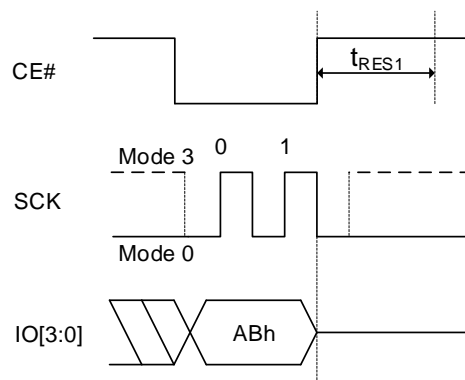 CE#
tRES1
Mode 3
0
1
SCK
Mode 0
IO[3:0]
ABh